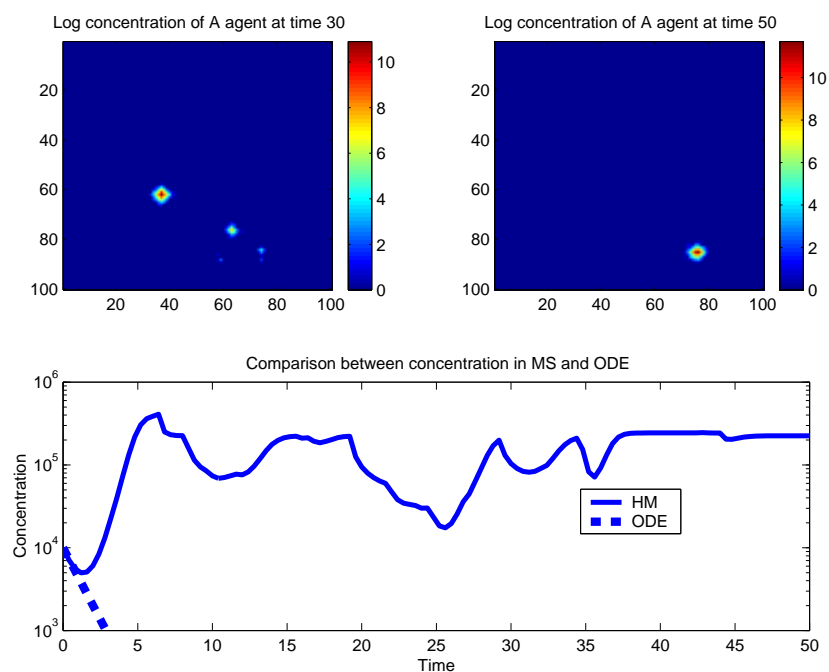 Log concentration of A agent at time 30
20
40
60
80
100
20 40 60 80 100
10
8
6
4
2
0
Log concentration of A agent at time 50
20
40
60
80
100
20 40 60 80 100
10
8
6
4
2
0
Comparison between concentration in MS and ODE
Concentration
10^6
10^5
10^4
10^3
HM
ODE
0 5 10 15 20 25 30 35 40 45 50
Time